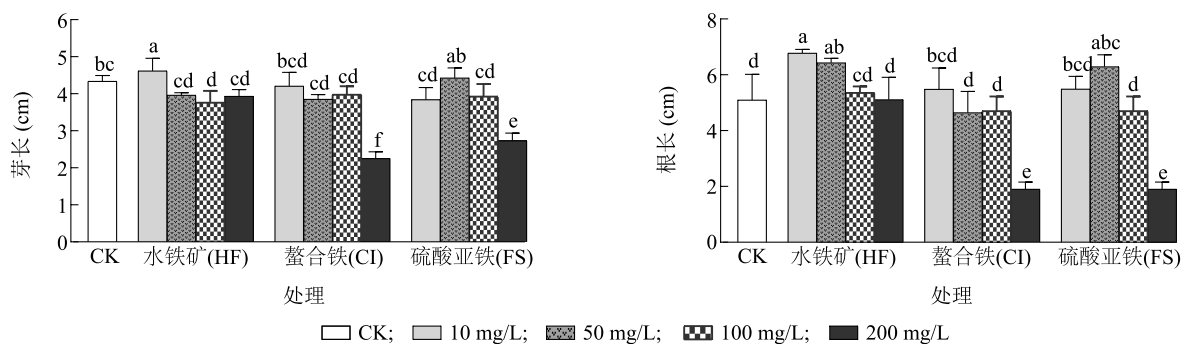 6
5
4
3
2
1
0
芽长 (cm)
bc
a
cd
d
cd
bcd
cd
cd
f
cd
ab
cd
e
CK
水铁矿(HF)
螯合铁(CI)
硫酸亚铁(FS)
处理
8
6
4
2
0
根长 (cm)
d
a
ab
cd
d
bcd
d
d
e
bcd
abc
d
e
CK
水铁矿(HF)
螯合铁(CI)
硫酸亚铁(FS)
处理
CK; 10 mg/L; 50 mg/L; 100 mg/L; 200 mg/L